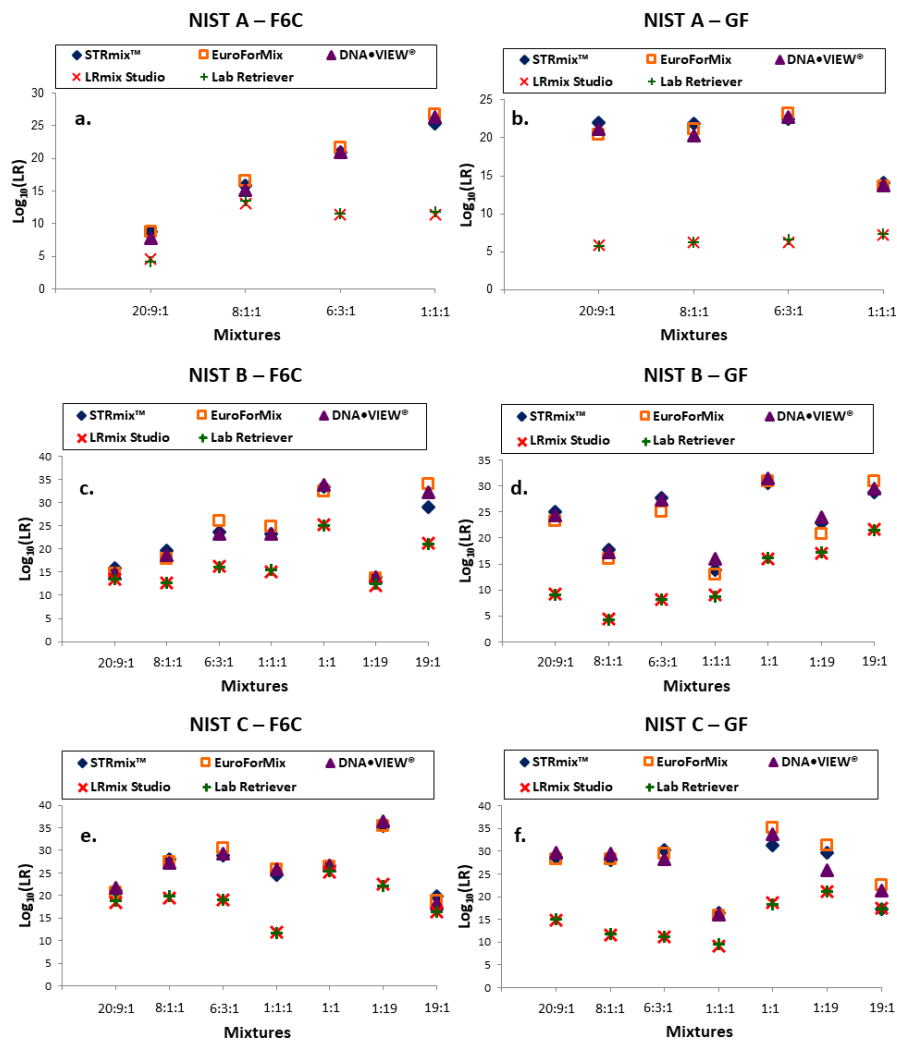 NIST A – F6C
STRmix™ EuroForMix DNA•VIEW®
LRmix Studio Lab Retriever
a.
Log10(LR)
30
25
20
15
10
5
0
20:9:1 8:1:1 6:3:1 1:1:1
Mixtures
NIST A – GF
STRmix™ EuroForMix DNA•VIEW®
LRmix Studio Lab Retriever
b.
Log10(LR)
25
20
15
10
5
0
20:9:1 8:1:1 6:3:1 1:1:1
Mixtures
NIST B – F6C
STRmix™ EuroForMix DNA•VIEW®
LRmix Studio Lab Retriever
c.
Log10(LR)
40
35
30
25
20
15
10
5
0
20:9:1 8:1:1 6:3:1 1:1:1 1:1 1:19 19:1
Mixtures
NIST B – GF
STRmix™ EuroForMix DNA•VIEW®
LRmix Studio Lab Retriever
d.
Log10(LR)
35
30
25
20
15
10
5
0
20:9:1 8:1:1 6:3:1 1:1:1 1:1 1:19 19:1
Mixtures
NIST C – F6C
STRmix™ EuroForMix DNA•VIEW®
LRmix Studio Lab Retriever
e.
Log10(LR)
40
35
30
25
20
15
10
5
0
20:9:1 8:1:1 6:3:1 1:1:1 1:1 1:19 19:1
Mixtures
NIST C – GF
STRmix™ EuroForMix DNA•VIEW®
LRmix Studio Lab Retriever
f.
Log10(LR)
40
35
30
25
20
15
10
5
0
20:9:1 8:1:1 6:3:1 1:1:1 1:1 1:19 19:1
Mixtures